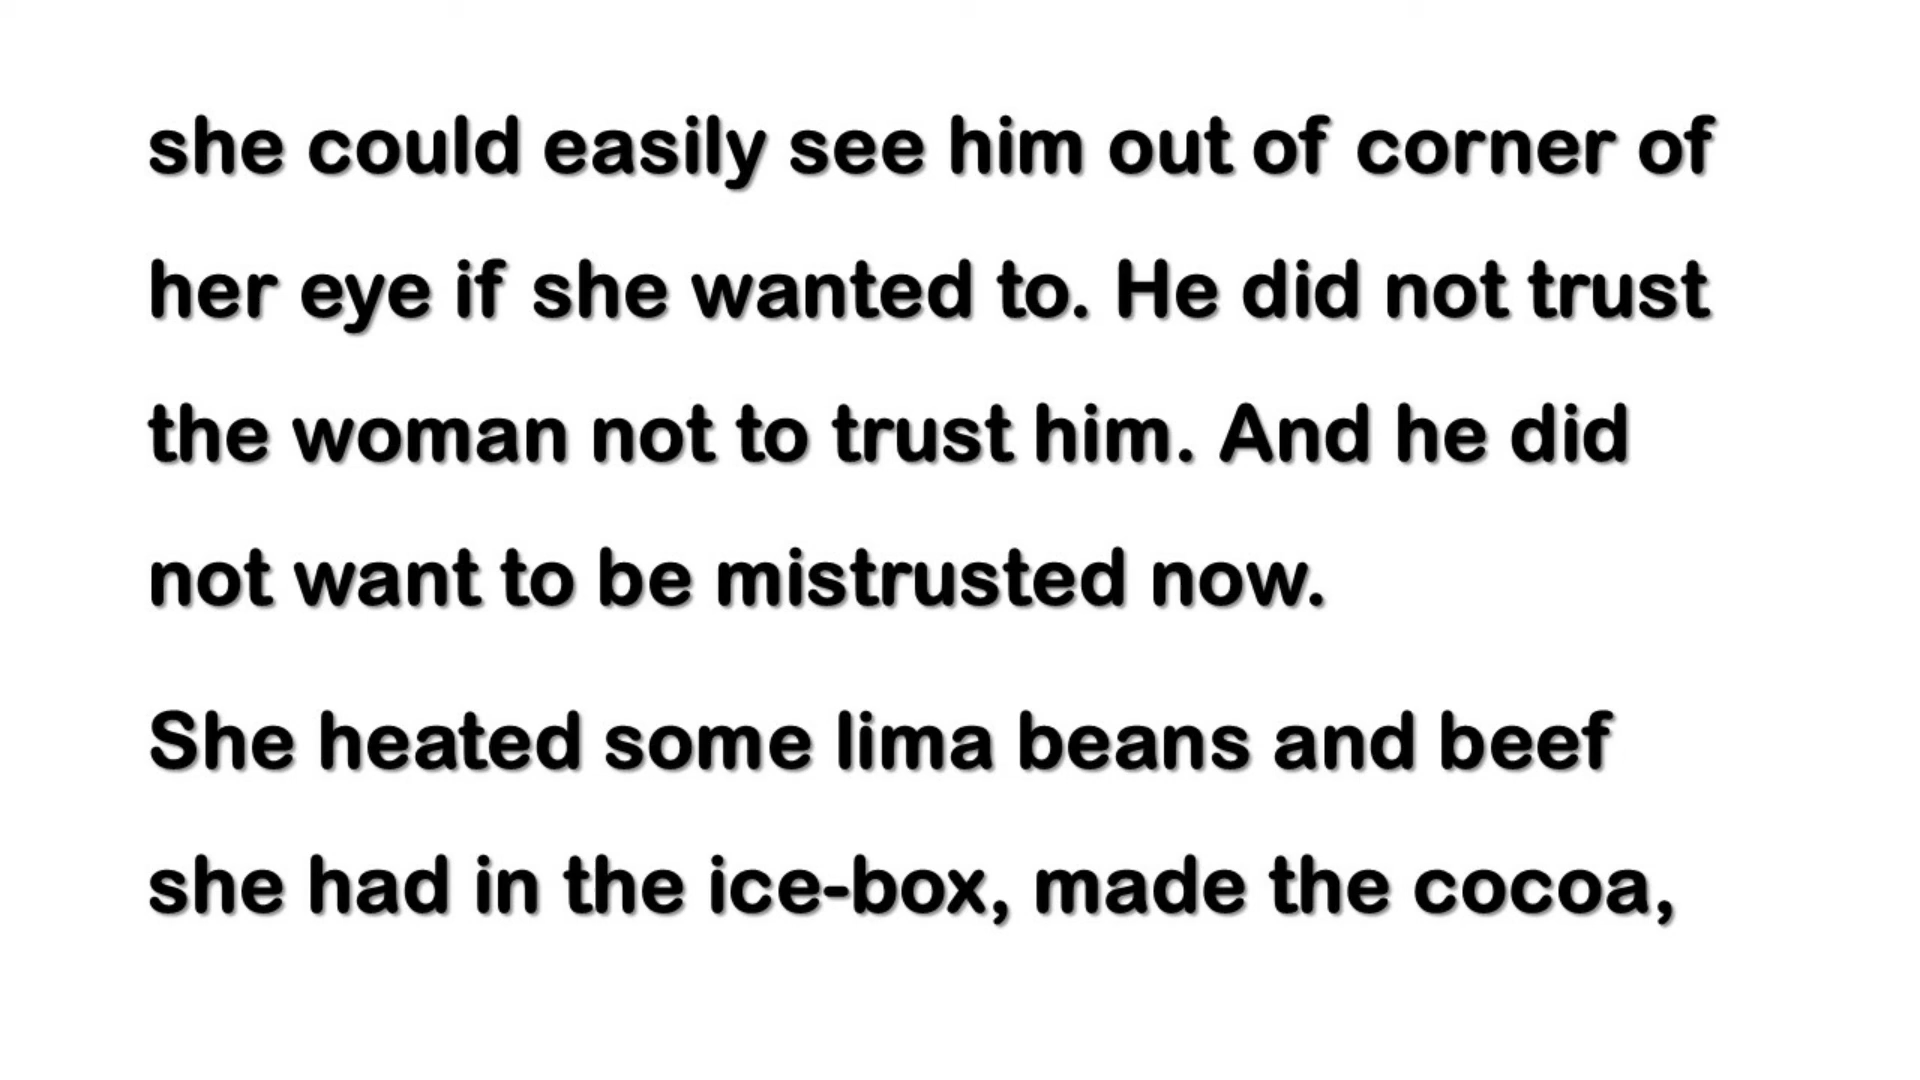 she could easily see him out of corner of
her eye if she wanted to. He did not trust
the woman not to trust him. And he did
not want to be mistrusted now.
She heated some lima beans and beef
she had in the ice-box, made the cocoa,